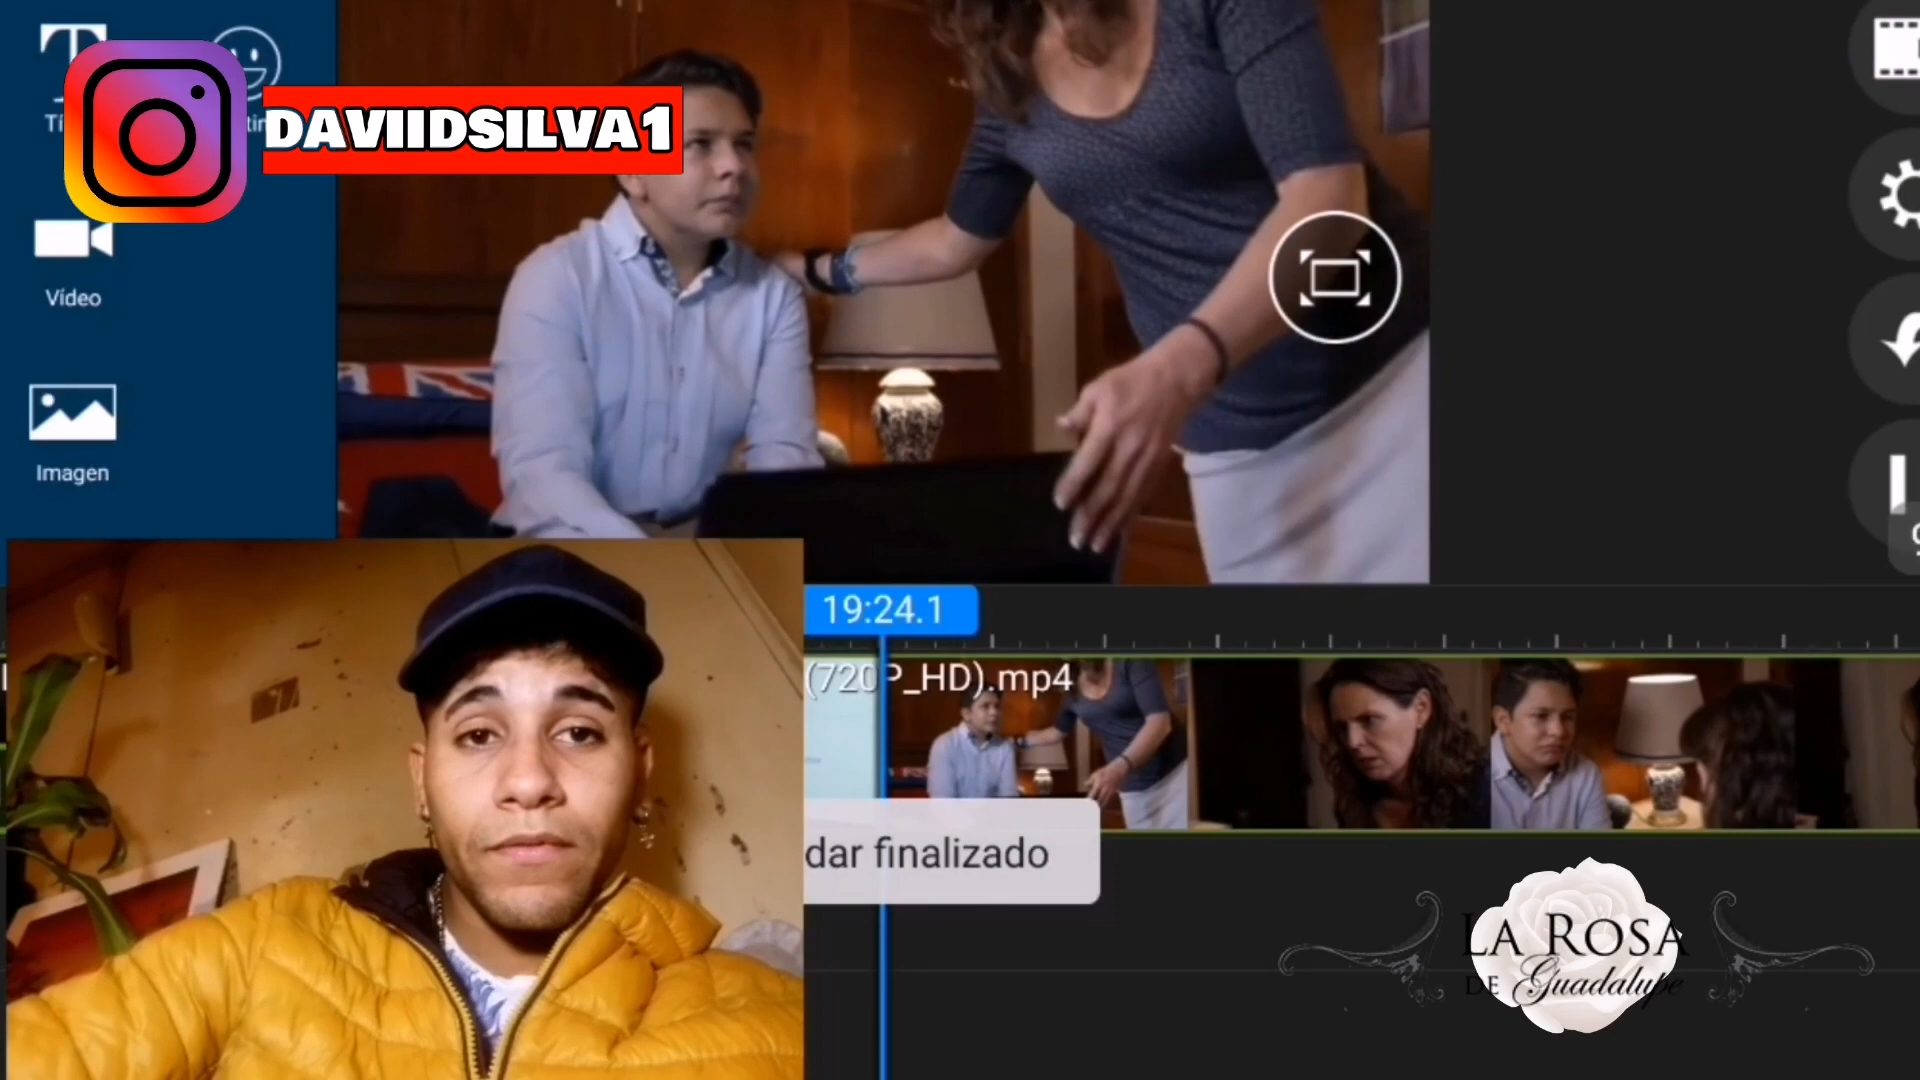 DAVIIDSILVA1
Vídeo
Imagen
19:24.1
(720P_HD).mp4
dar finalizado
LA ROSA
DE Guadalupe